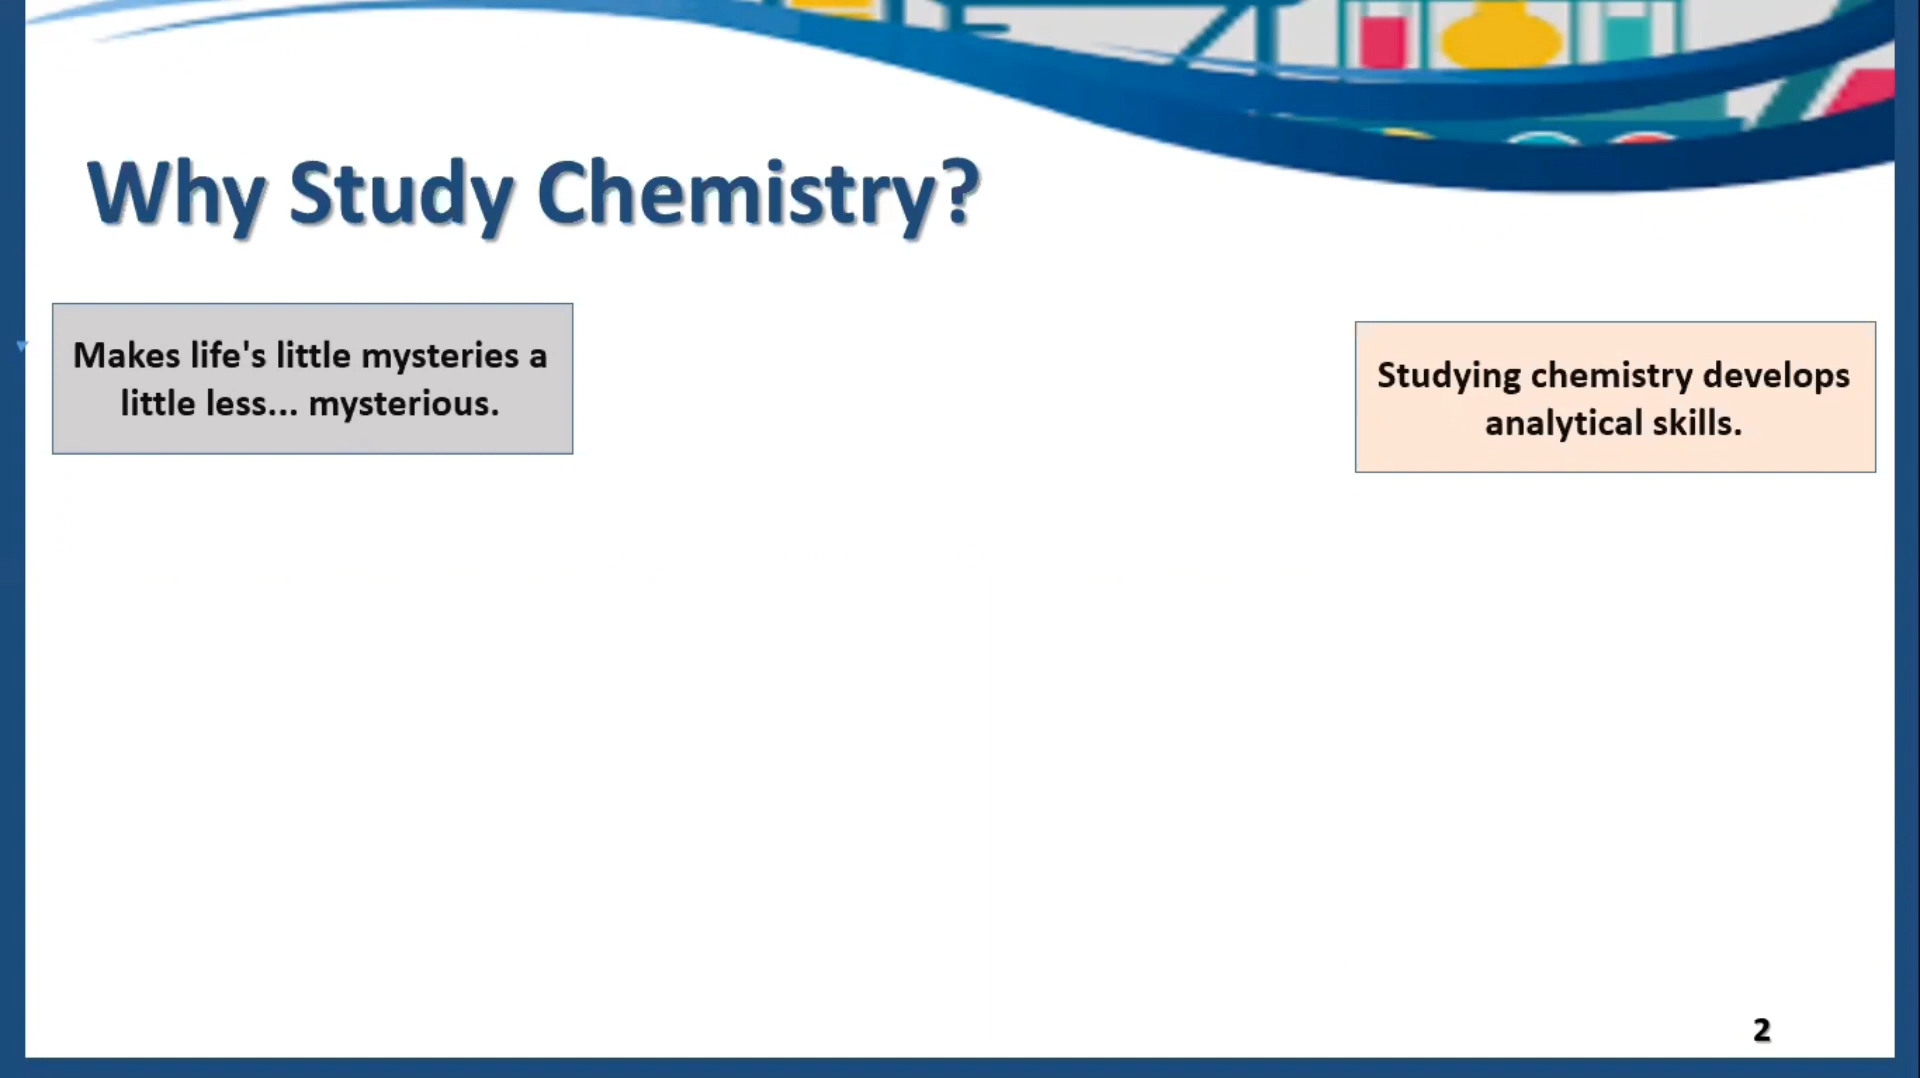 Why Study Chemistry?
Makes life's little mysteries a
little less... mysterious.
Studying chemistry develops
analytical skills.
2